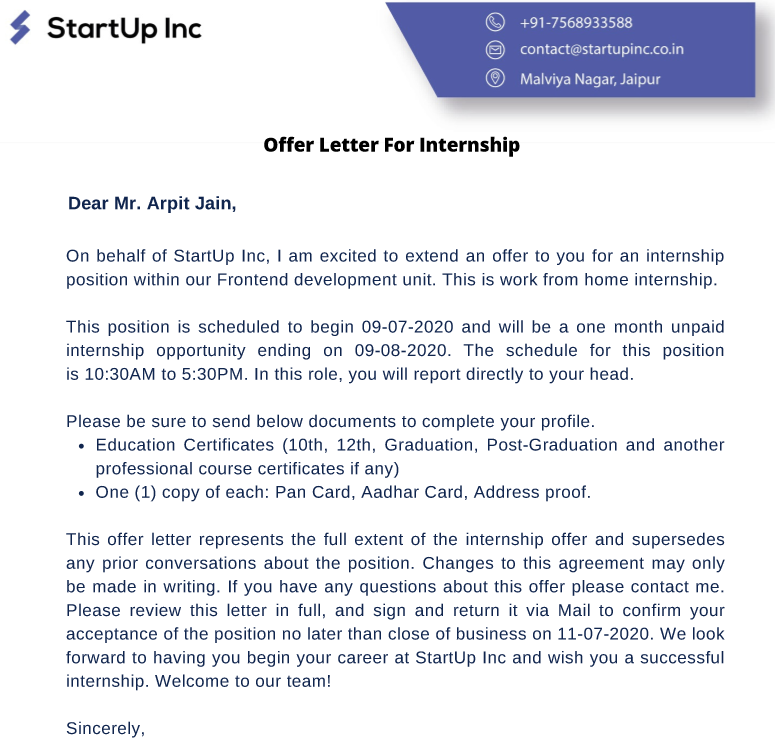 StartUp Inc
+91-7568933588
contact@startupinc.co.in
Malviya Nagar, Jaipur
Offer Letter For Internship
Dear Mr. Arpit Jain,
On behalf of StartUp Inc, I am excited to extend an offer to you for an internship
position within our Frontend development unit. This is work from home internship.
This position is scheduled to begin 09-07-2020 and will be a one month unpaid
internship opportunity ending on 09-08-2020. The schedule for this position
is 10:30AM to 5:30PM. In this role, you will report directly to your head.
Please be sure to send below documents to complete your profile.
• Education Certificates (10th, 12th, Graduation, Post-Graduation and another
professional course certificates if any)
• One (1) copy of each: Pan Card, Aadhar Card, Address proof.
This offer letter represents the full extent of the internship offer and supersedes
any prior conversations about the position. Changes to this agreement may only
be made in writing. If you have any questions about this offer please contact me.
Please review this letter in full, and sign and return it via Mail to confirm your
acceptance of the position no later than close of business on 11-07-2020. We look
forward to having you begin your career at StartUp Inc and wish you a successful
internship. Welcome to our team!
Sincerely,